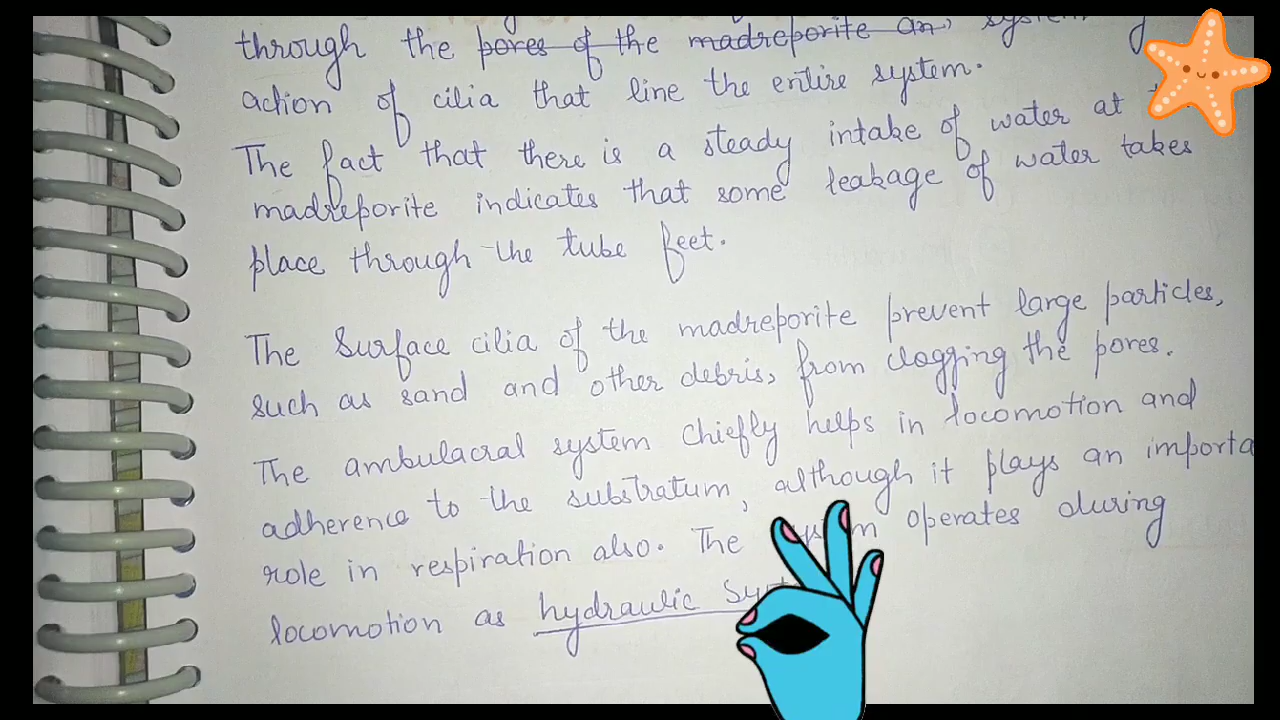 through the pores of the madreporite an system
action of cilia that line the entire system.
The fact that there is a steady intake of water at
madreporite indicates that some leakage of water takes
place through the tube feet.
The Surface cilia of the madreporite prevent large particles,
such as sand and other debris, from clogging the pores.
The ambulacral system chiefly helps in locomotion and
adherence to the substratum, although it plays an importa
role in respiration also. The operates during
locomotion as hydraulic